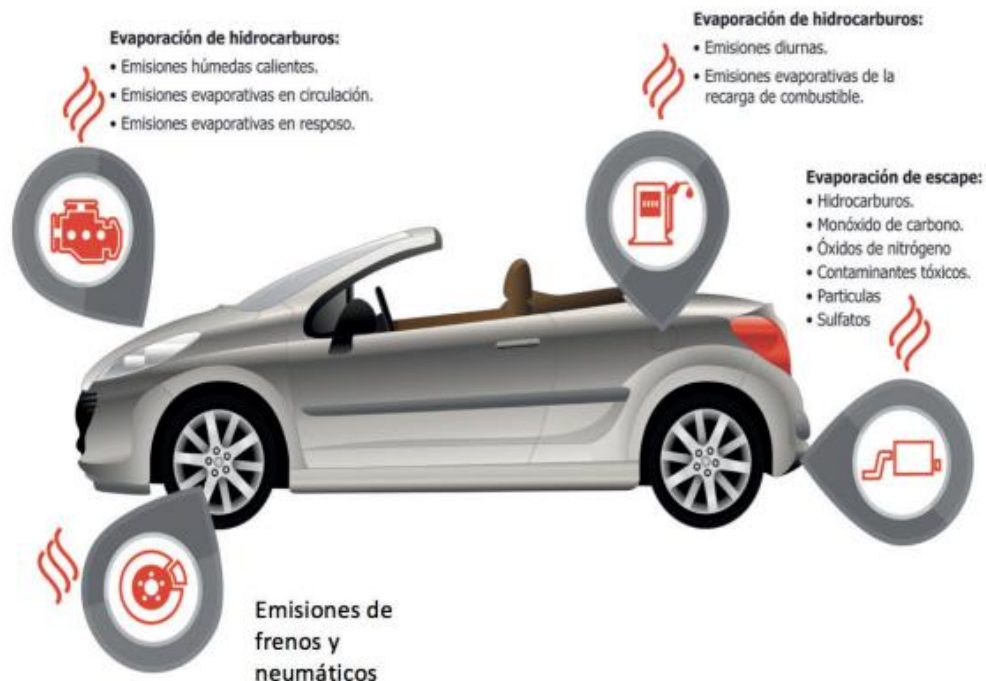 Evaporación de hidrocarburos:
• Emisiones húmedas calientes.
• Emisiones evaporativas en circulación.
• Emisiones evaporativas en resposo.
Evaporación de hidrocarburos:
• Emisiones diurnas.
• Emisiones evaporativas de la
recarga de combustible.
Evaporación de escape:
• Hidrocarburos.
• Monóxido de carbono.
• Óxidos de nitrógeno
• Contaminantes tóxicos.
• Particulas
• Sulfatos
Emisiones de
frenos y
neumáticos